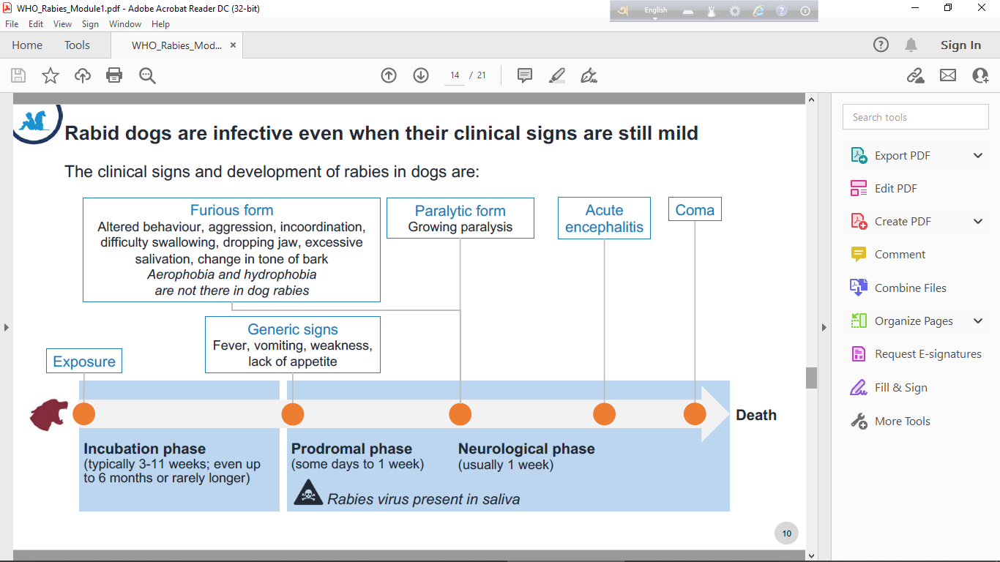 WHO_Rabies_Module1.pdf - Adobe Acrobat Reader DC (32-bit)
English
File Edit View Sign Window Help
Home Tools WHO_Rabies_Mod... ×
Sign In
14 / 21
Rabid dogs are infective even when their clinical signs are still mild
The clinical signs and development of rabies in dogs are:
Furious form
Altered behaviour, aggression, incoordination,
difficulty swallowing, dropping jaw, excessive
salivation, change in tone of bark
Aerophobia and hydrophobia
are not there in dog rabies
Paralytic form
Growing paralysis
Acute
encephalitis
Coma
Generic signs
Fever, vomiting, weakness,
lack of appetite
Exposure
Death
Incubation phase
(typically 3-11 weeks; even up
to 6 months or rarely longer)
Prodromal phase
(some days to 1 week)
Neurological phase
(usually 1 week)
Rabies virus present in saliva
10
Search tools
Export PDF
Edit PDF
Create PDF
Comment
Combine Files
Organize Pages
Request E-signatures
Fill & Sign
More Tools